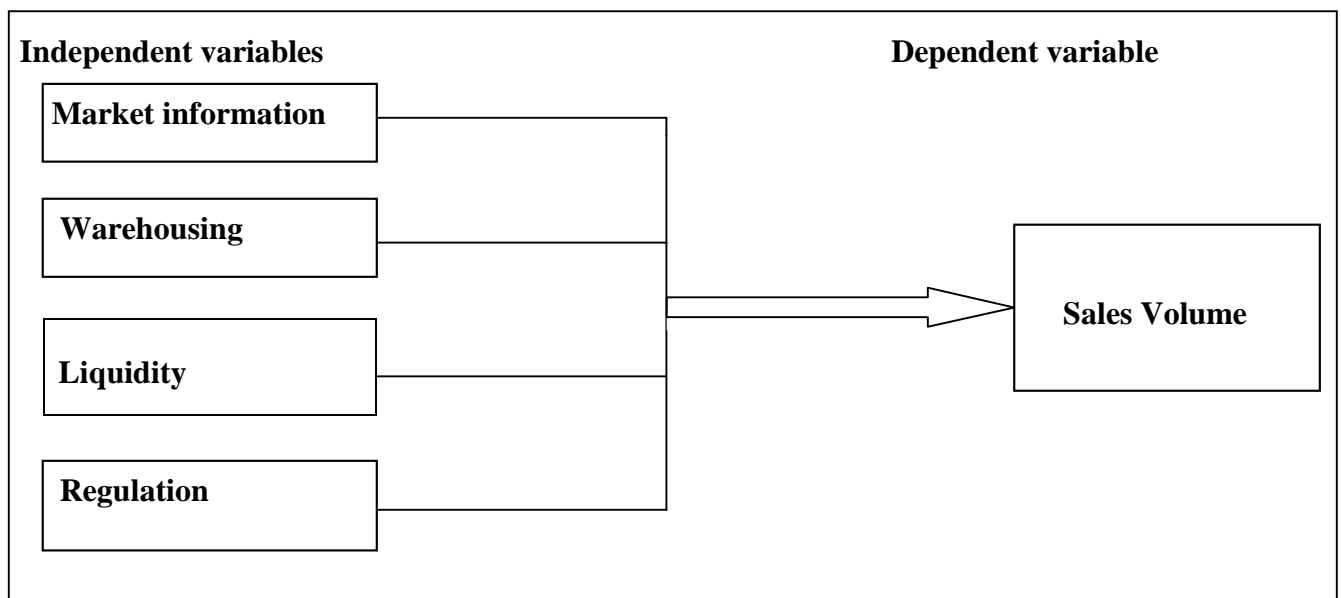 Independent variables
Dependent variable
Market information
Warehousing
Liquidity
Regulation
Sales Volume